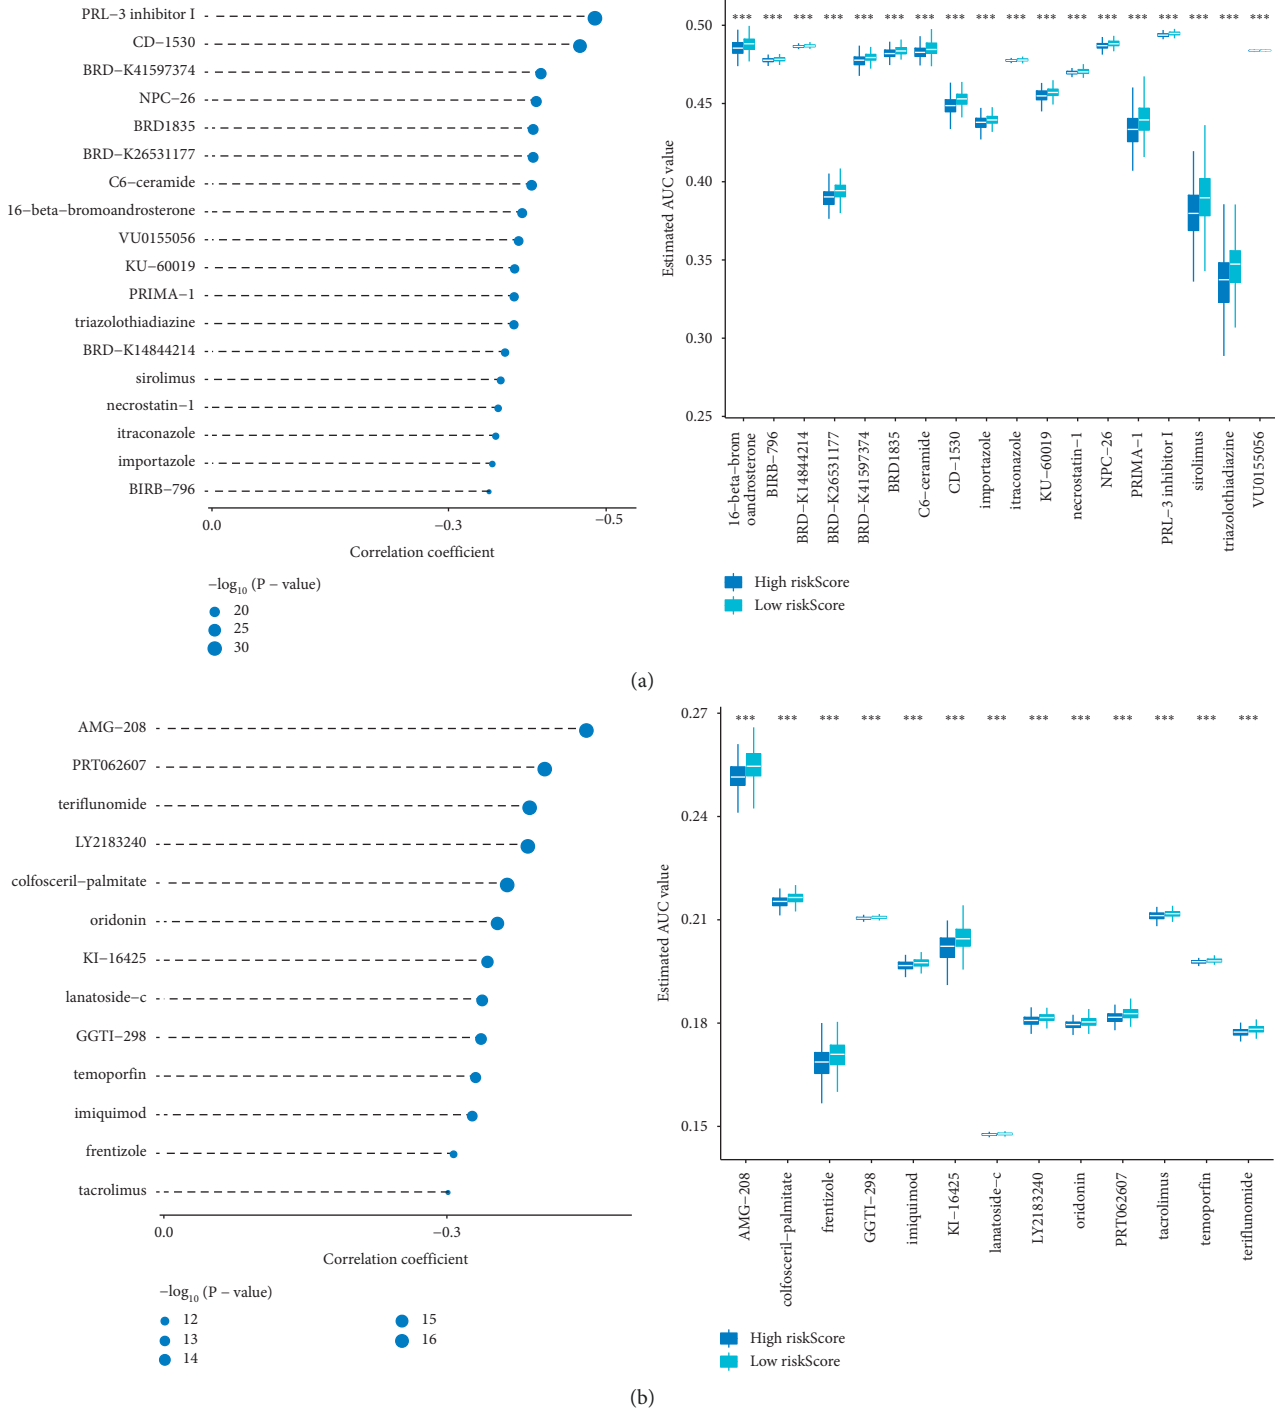 PRL−3 inhibitor I
CD−1530
BRD−K41597374
NPC−26
BRD1835
BRD−K26531177
C6−ceramide
16−beta−bromoandrosterone
VU0155056
KU−60019
PRIMA−1
triazolothiadiazine
BRD−K14844214
sirolimus
necrostatin−1
itraconazole
importazole
BIRB−796
0.0
−0.3
−0.5
Correlation coefficient
−log10 (P − value)
20
25
30
*** *** *** *** *** *** *** *** *** *** *** *** *** *** *** *** *** ***
0.50
0.45
0.40
0.35
0.30
0.25
Estimated AUC value
16−beta−brom
oandrosterone
BIRB−796
BRD−K14844214
BRD−K26531177
BRD−K41597374
BRD1835
C6−ceramide
CD−1530
importazole
itraconazole
KU−60019
necrostatin−1
NPC−26
PRIMA−1
PRL−3 inhibitor I
sirolimus
triazolothiadiazine
VU0155056
High riskScore
Low riskScore
(a)
AMG−208
PRT062607
teriflunomide
LY2183240
colfosceril−palmitate
oridonin
KI−16425
lanatoside−c
GGTI−298
temoporfin
imiquimod
frentizole
tacrolimus
0.0
−0.3
Correlation coefficient
−log10 (P − value)
12
13
14
15
16
*** *** *** *** *** *** *** *** *** *** *** *** ***
0.27
0.24
0.21
0.18
0.15
Estimated AUC value
AMG−208
colfosceril−palmitate
frentizole
GGTI−298
imiquimod
KI−16425
lanatoside−c
LY2183240
oridonin
PRT062607
tacrolimus
temoporfin
teriflunomide
High riskScore
Low riskScore
(b)